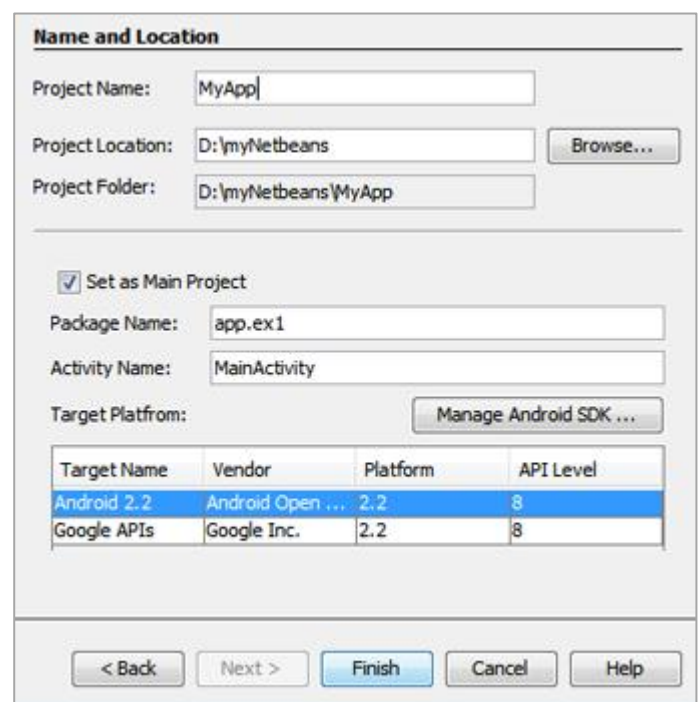 Name and Location
Project Name: MyApp
Project Location: D:\myNetbeans Browse...
Project Folder: D:\myNetbeans\MyApp
Set as Main Project
Package Name: app.ex1
Activity Name: MainActivity
Target Platfrom: Manage Android SDK ...
Target Name Vendor Platform API Level
Android 2.2 Android Open ... 2.2 8
Google APIs Google Inc. 2.2 8
< Back Next > Finish Cancel Help